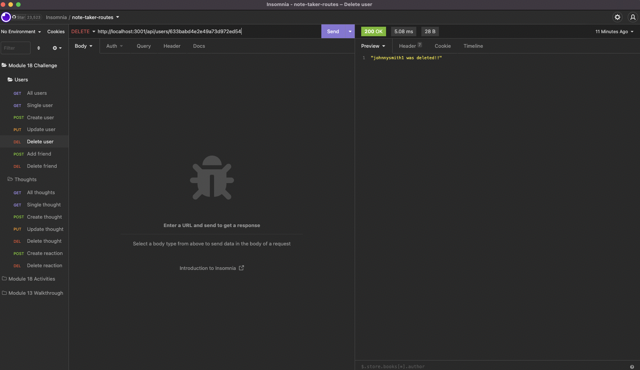 Insomnia – note-taker-routes – Delete user
Insomnia / note-taker-routes
No Environment Cookies
DELETE http://localhost:3001/api/users/633babd4e2e49a73d972ed54
Send
200 OK 5.08 ms 28 B
11 Minutes Ago
Filter
Body Auth Query Header Docs
Preview Header Cookie Timeline
1 "johnnysmith1 was deleted!!"
Module 18 Challenge
Users
GET All users
GET Single user
POST Create user
PUT Update user
DEL Delete user
POST Add friend
DEL Delete friend
Thoughts
GET All thoughts
GET Single thought
POST Create thought
PUT Update thought
DEL Delete thought
POST Create reaction
DEL Delete reaction
Module 18 Activities
Module 13 Walkthrough
Enter a URL and send to get a response
Select a body type from above to send data in the body of a request
Introduction to Insomnia
$.store.books[*].author